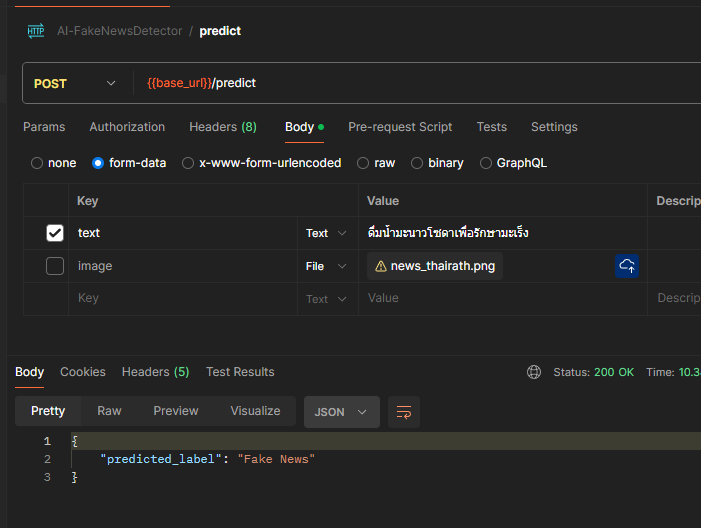 HTTP AI-FakeNewsDetector / predict
POST {{base_url}}/predict
Params Authorization Headers (8) Body Pre-request Script Tests Settings
none form-data x-www-form-urlencoded raw binary GraphQL
Key Value Descrip
text Text ดื่มน้ำมะนาวโซดาเพื่อรักษามะเร็ง
image File news_thairath.png
Key Text Value Descrip
Body Cookies Headers (5) Test Results Status: 200 OK Time: 10.3
Pretty Raw Preview Visualize JSON
1 {
2 "predicted_label": "Fake News"
3 }